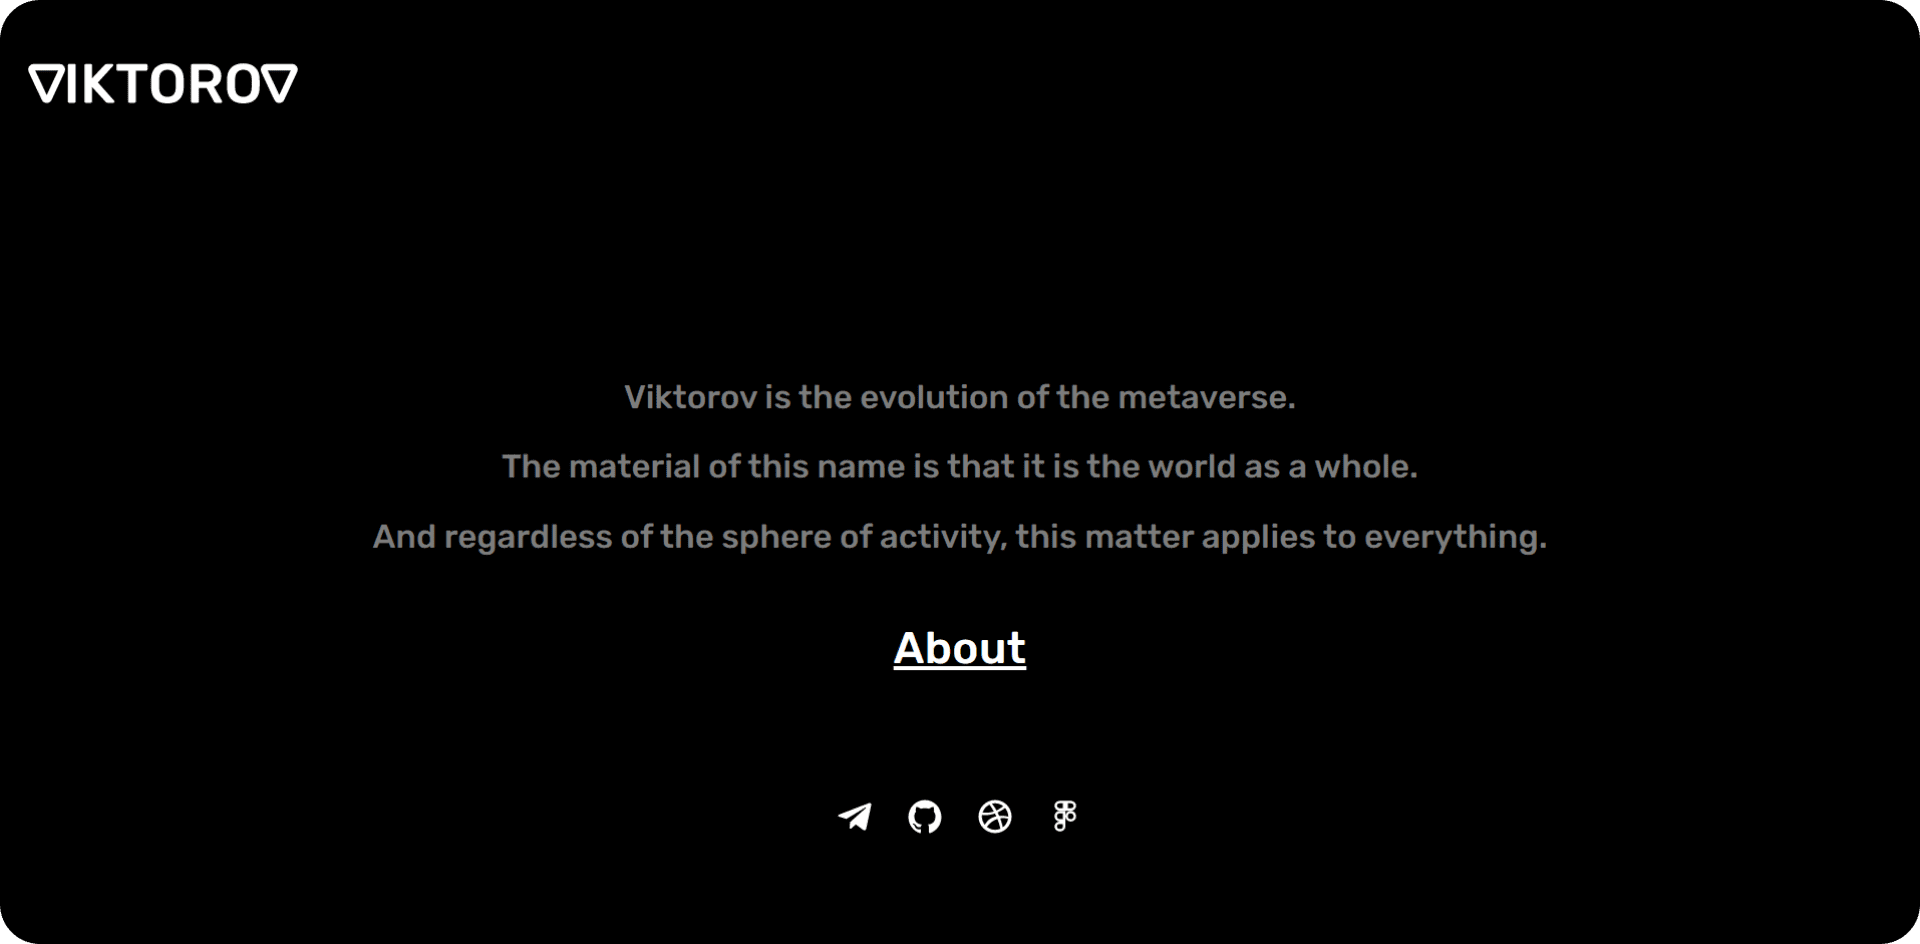 VIKTOROV
Viktorov is the evolution of the metaverse.
The material of this name is that it is the world as a whole.
And regardless of the sphere of activity, this matter applies to everything.
About